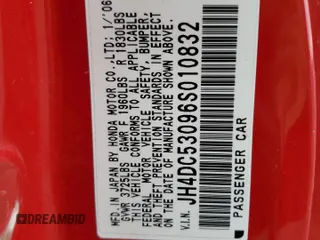 MFD. IN JAPAN BY HONDA MOTOR CO.,LTD; 1/'06
GVWR 3725LBS GAWR F 1960LBS R 1830LBS
THIS VEHICLE CONFORMS TO ALL APPLICABLE
FEDERAL MOTOR VEHICLE SAFETY, BUMPER,
AND THEFT PREVENTION STANDARDS IN EFFECT
ON THE DATE OF MANUFACTURE SHOWN ABOVE.
V.I.N. JH4DC53096S010832
PASSENGER CAR
DREAMBID